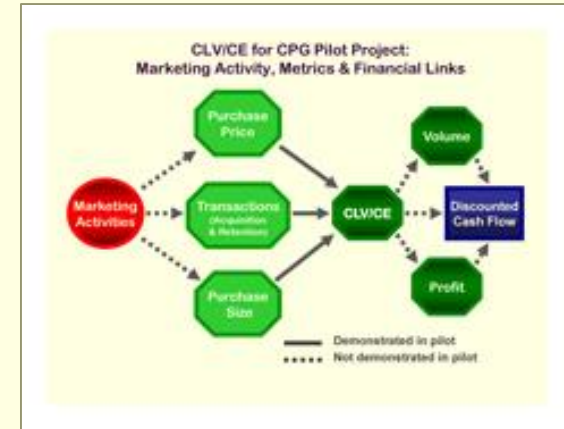 CLV/CE for CPG Pilot Project:
Marketing Activity, Metrics & Financial Links
Purchase
Price
Volume
Marketing
Activities
Transactions
(Acquisition
& Retention)
CLV/CE
Discounted
Cash Flow
Purchase
Size
Profit
Demonstrated in pilot
Not demonstrated in pilot